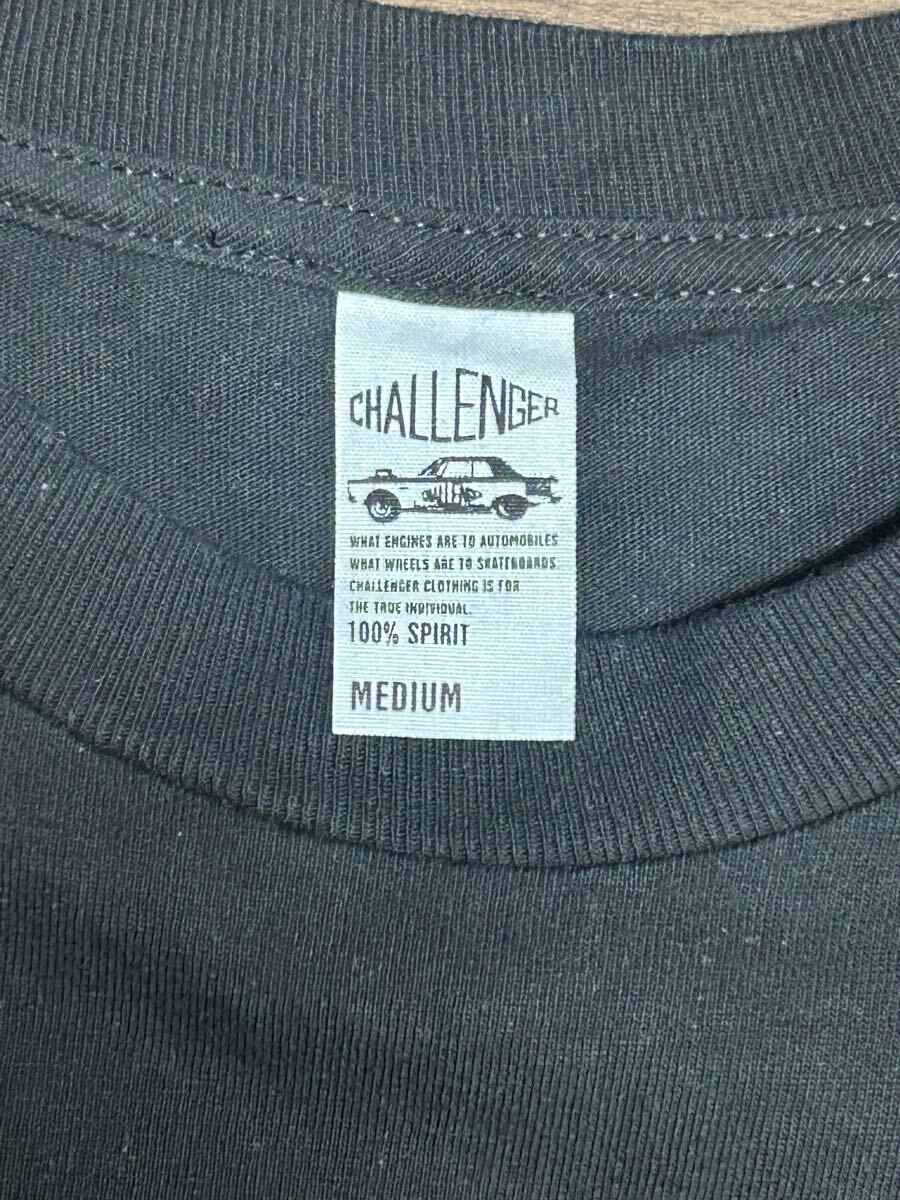 CHALLENGER
CHALLENGER
WHAT ENGINES ARE TO AUTOMOBILES
WHAT WHEELS ARE TO SKATEBOARDS
CHALLENGER CLOTHING IS FOR
THE TRUE INDIVIDUAL.
100% SPIRIT
MEDIUM